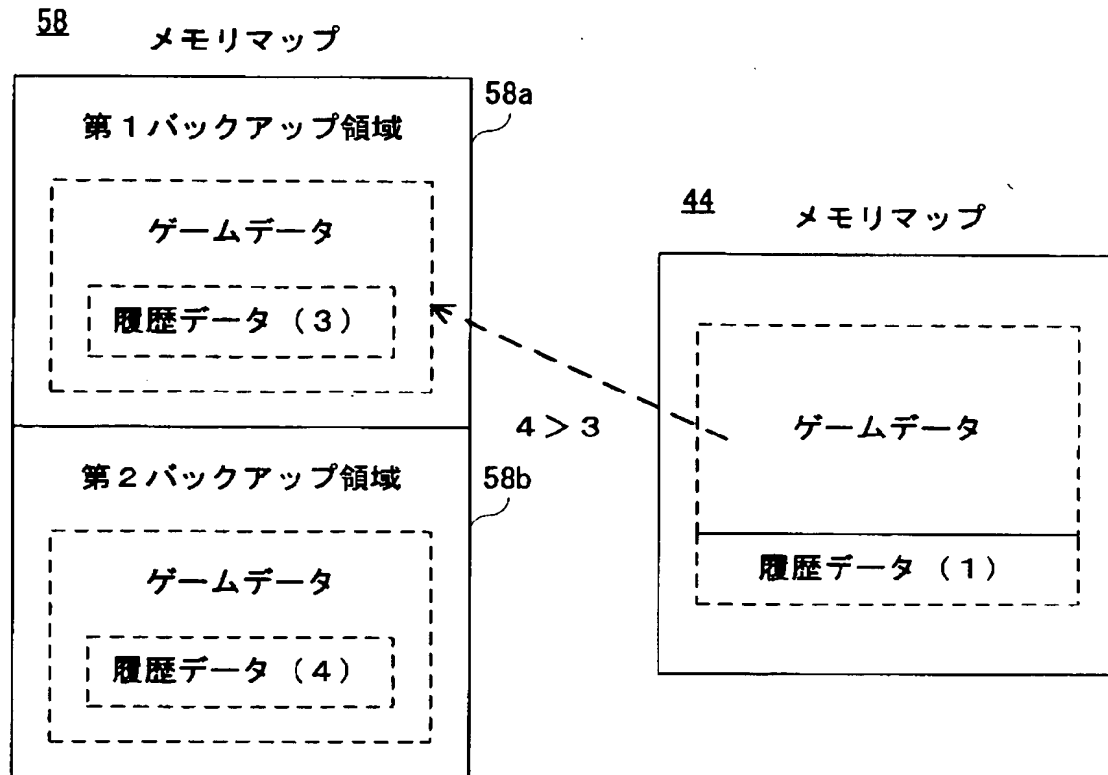 58
メモリマップ
58a
第１バックアップ領域
ゲームデータ
履歴データ（３）
44
メモリマップ
ゲームデータ
履歴データ（１）
４＞３
58b
第２バックアップ領域
ゲームデータ
履歴データ（４）